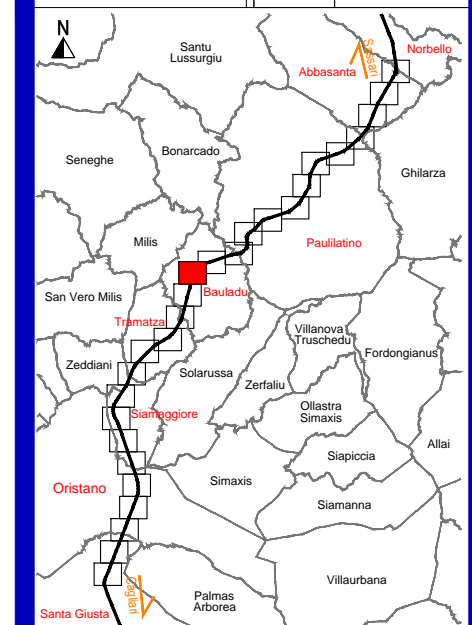 N
Santu
Lussurgiu
Sassari
Norbello
Abbasanta
Bonarcado
Seneghe
Ghilarza
Milis
Paulilatino
San Vero Milis
Bauladu
Tramatza
Villanova
Truschedu
Fordongianus
Zeddiani
Solarussa
Zerfaliu
Ollastra
Simaxis
Siamaggiore
Allai
Siapiccia
Simaxis
Oristano
Siamanna
Cagliari
Villaurbana
Palmas
Arborea
Santa Giusta